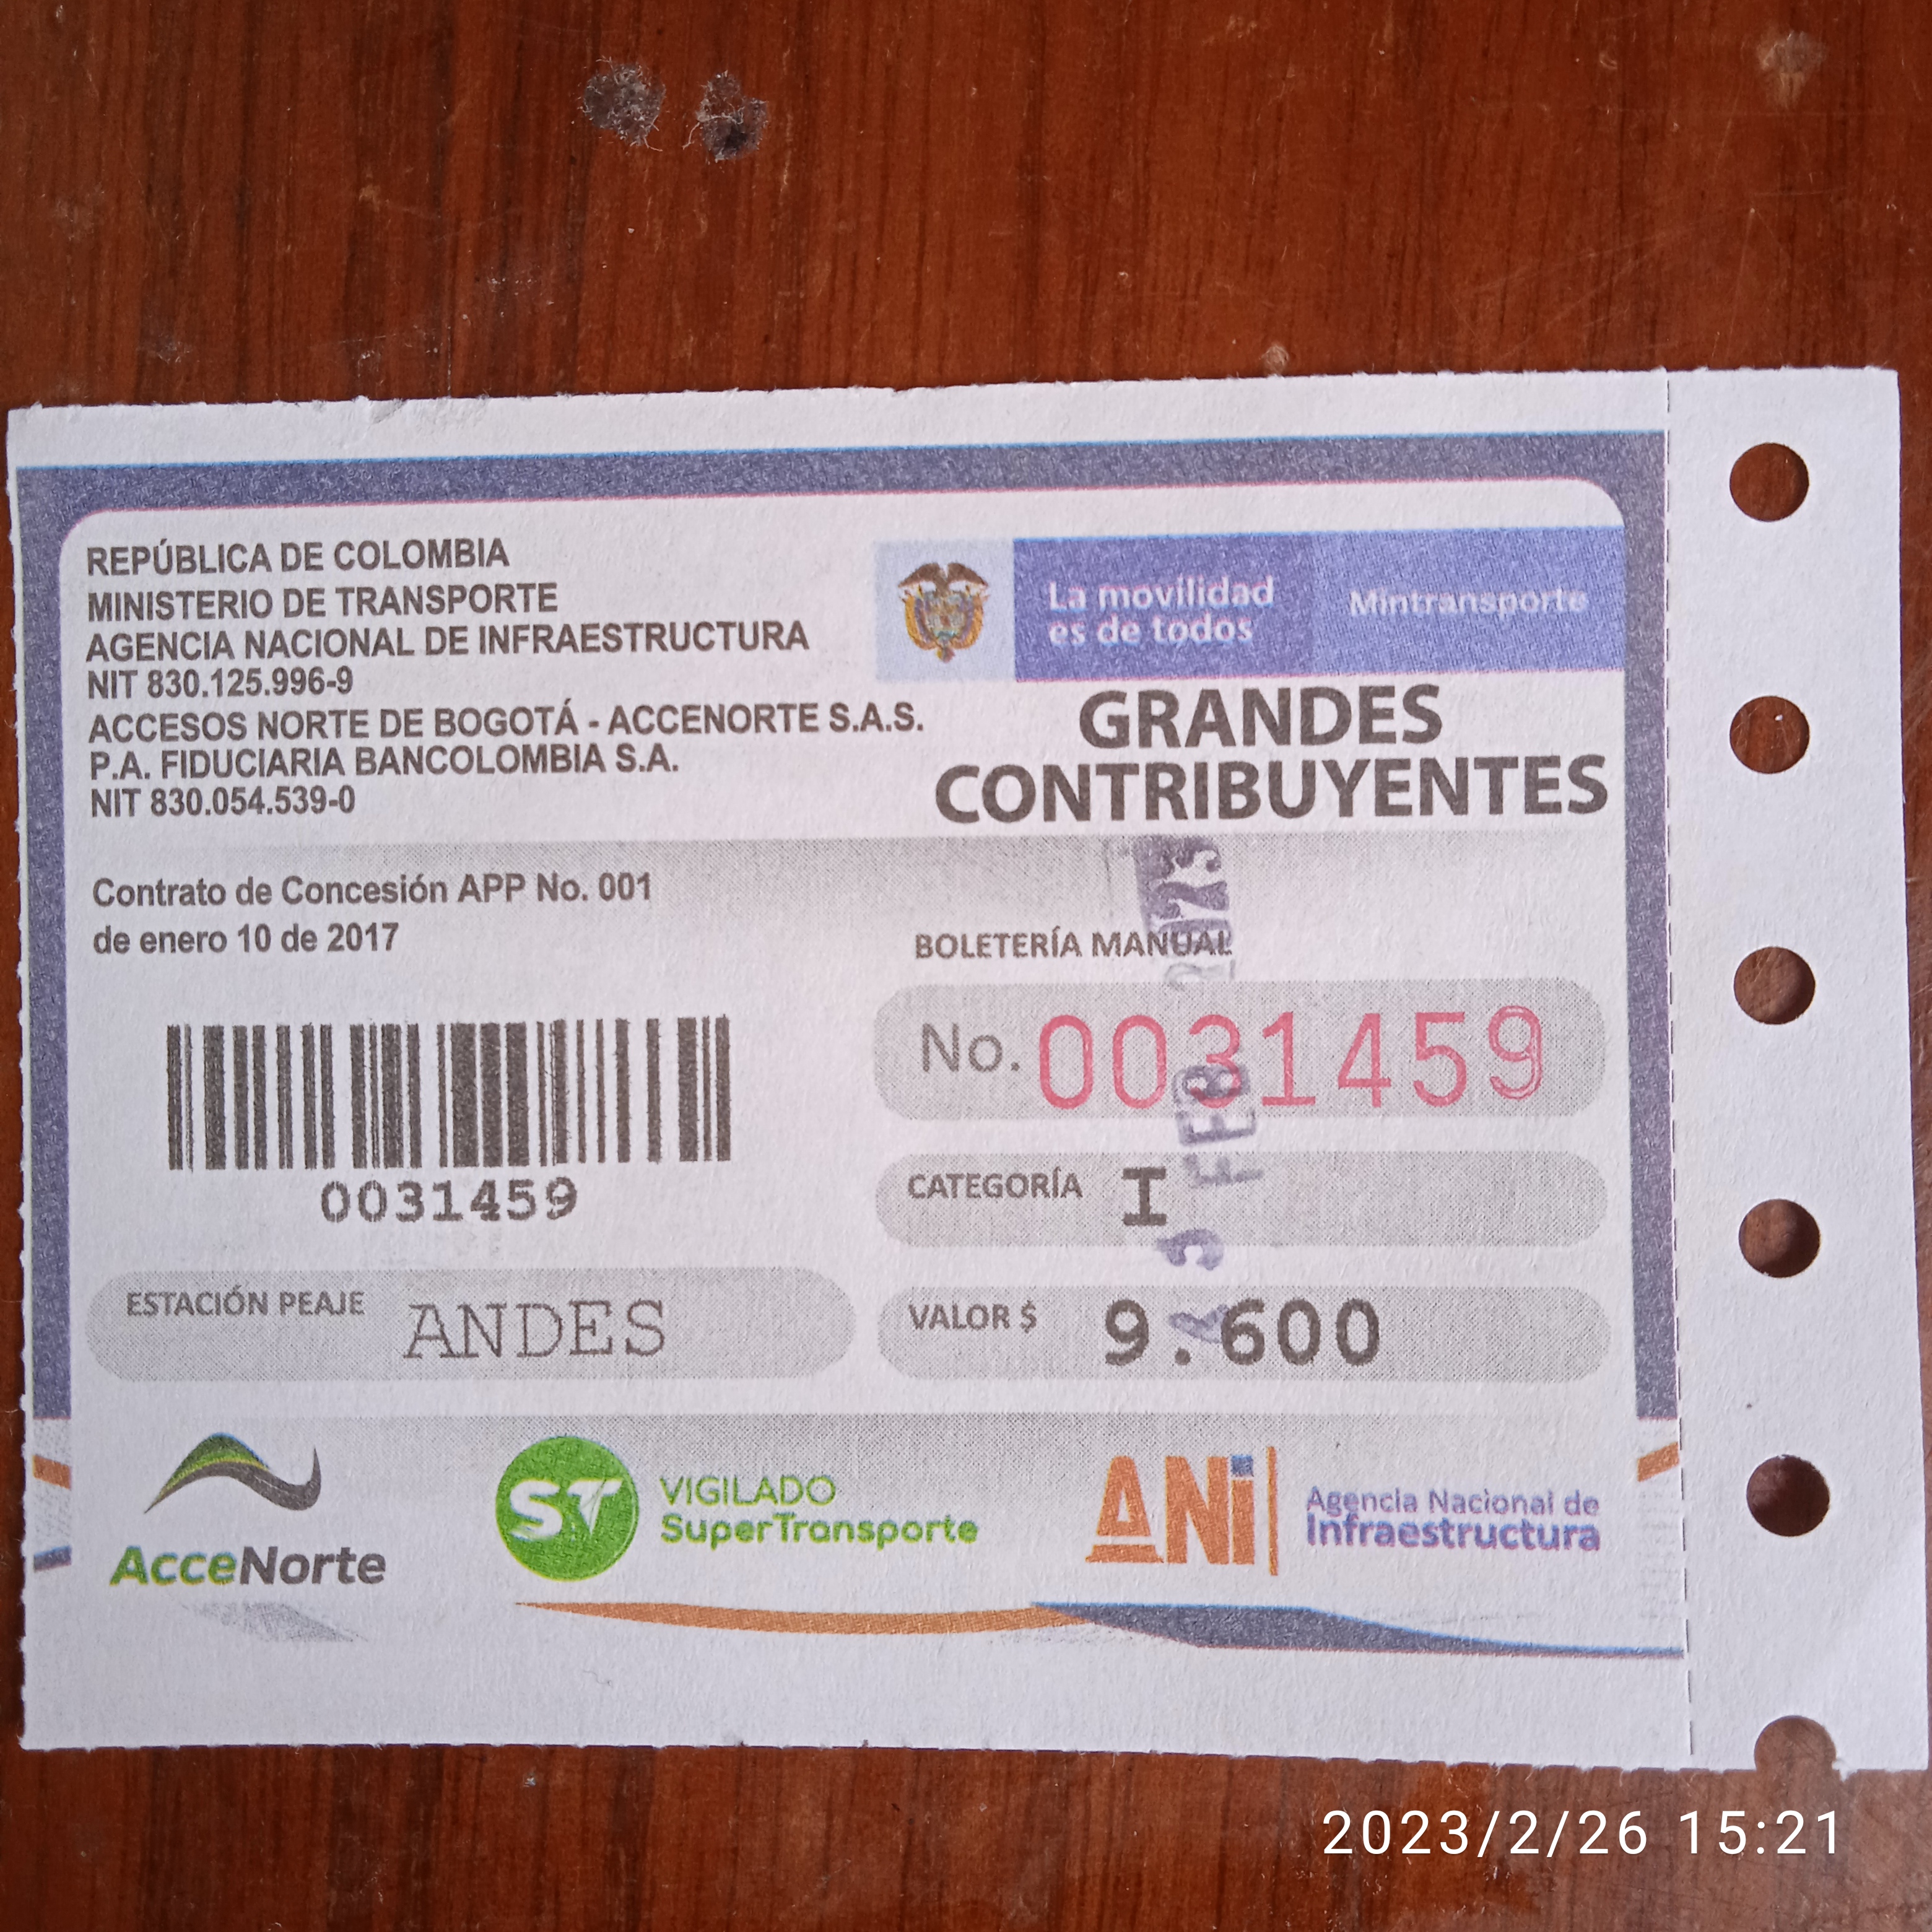 REPÚBLICA DE COLOMBIA
MINISTERIO DE TRANSPORTE
AGENCIA NACIONAL DE INFRAESTRUCTURA
NIT 830.125.996-9
ACCESOS NORTE DE BOGOTÁ - ACCENORTE S.A.S.
P.A. FIDUCIARIA BANCOLOMBIA S.A.
NIT 830.054.539-0
La movilidad
es de todos
Mintransporte
GRANDES
CONTRIBUYENTES
Contrato de Concesión APP No. 001
de enero 10 de 2017
BOLETERÍA MANUAL
No. 0031459
0031459
CATEGORÍA I
ESTACIÓN PEAJE ANDES
VALOR $ 9.600
FEB
AcceNorte
ST
VIGILADO
SuperTransporte
ANi
Agencia Nacional de
Infraestructura
2023/2/26 15:21